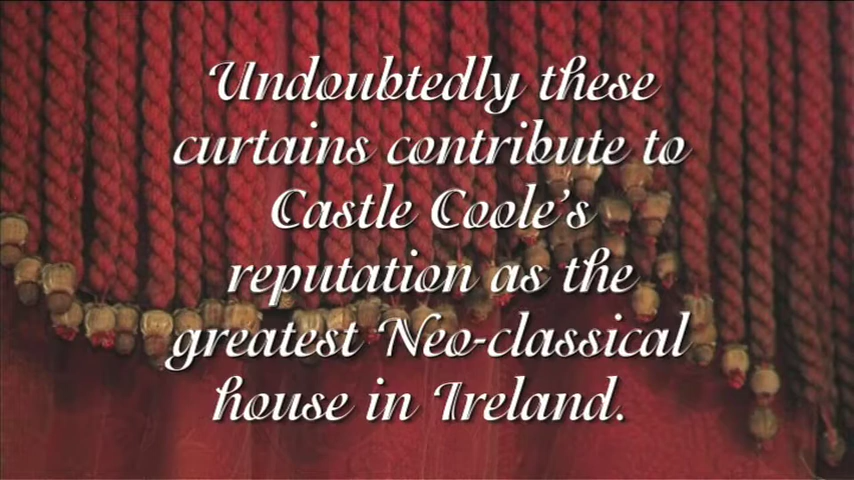 Undoubtedly these
curtains contribute to
Castle Coole's
reputation as the
greatest Neo-classical
house in Ireland.